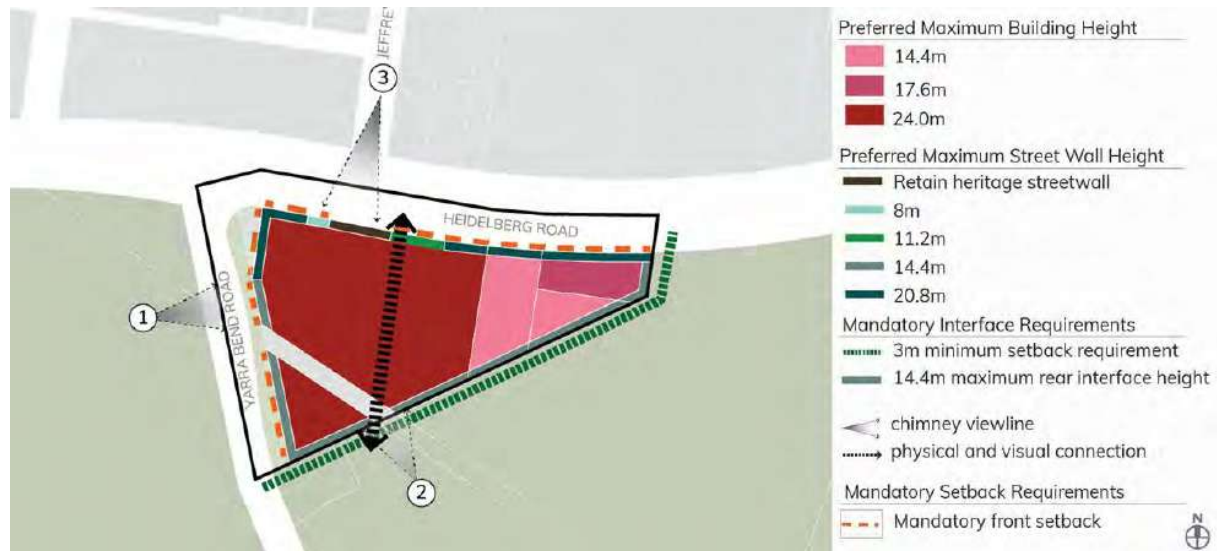 JEFFREY
3
HEIDELBERG ROAD
YARRA BEND ROAD
1
2
Preferred Maximum Building Height
14.4m
17.6m
24.0m
Preferred Maximum Street Wall Height
Retain heritage streetwall
8m
11.2m
14.4m
20.8m
Mandatory Interface Requirements
3m minimum setback requirement
14.4m maximum rear interface height
chimney viewline
physical and visual connection
Mandatory Setback Requirements
Mandatory front setback
N